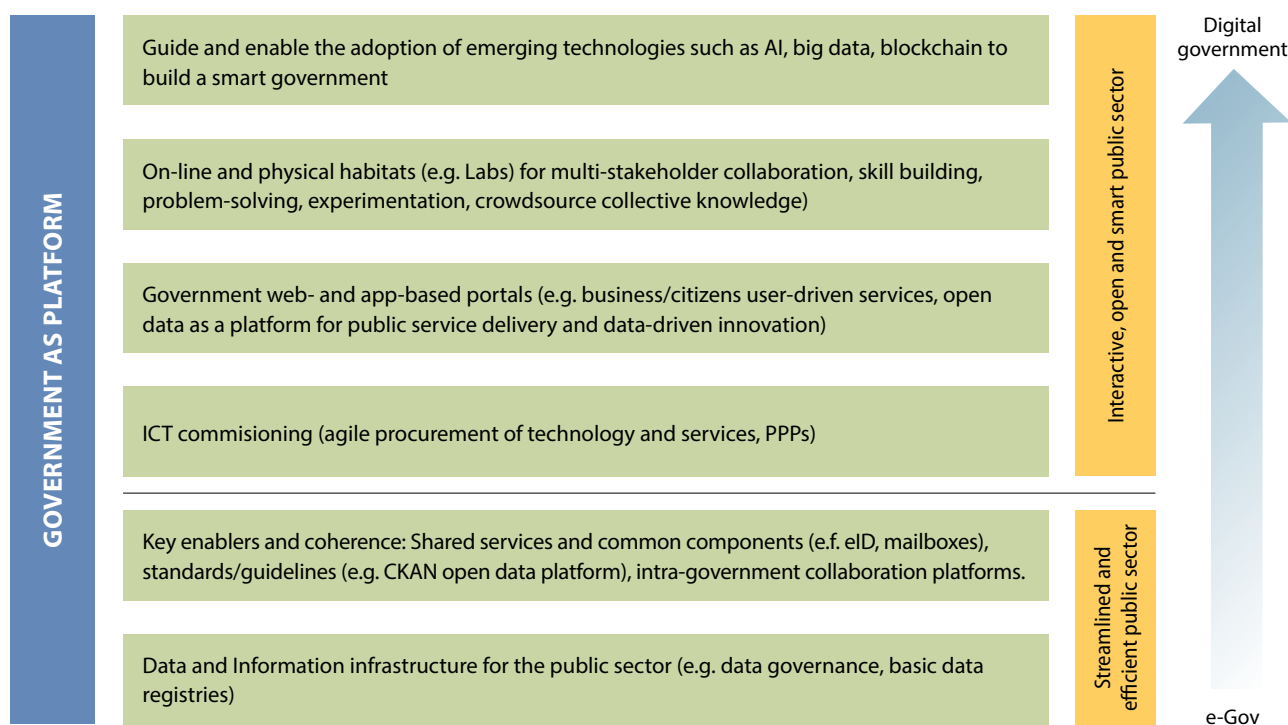 GOVERNMENT AS PLATFORM
Guide and enable the adoption of emerging technologies such as AI, big data, blockchain to
build a smart government
On-line and physical habitats (e.g. Labs) for multi-stakeholder collaboration, skill building,
problem-solving, experimentation, crowdsource collective knowledge)
Government web- and app-based portals (e.g. business/citizens user-driven services, open
data as a platform for public service delivery and data-driven innovation)
ICT commisioning (agile procurement of technology and services, PPPs)
Key enablers and coherence: Shared services and common components (e.f. eID, mailboxes),
standards/guidelines (e.g. CKAN open data platform), intra-government collaboration platforms.
Data and Information infrastructure for the public sector (e.g. data governance, basic data
registries)
Interactive, open and smart public sector
Streamlined and
efficient public sector
Digital
government
e-Gov